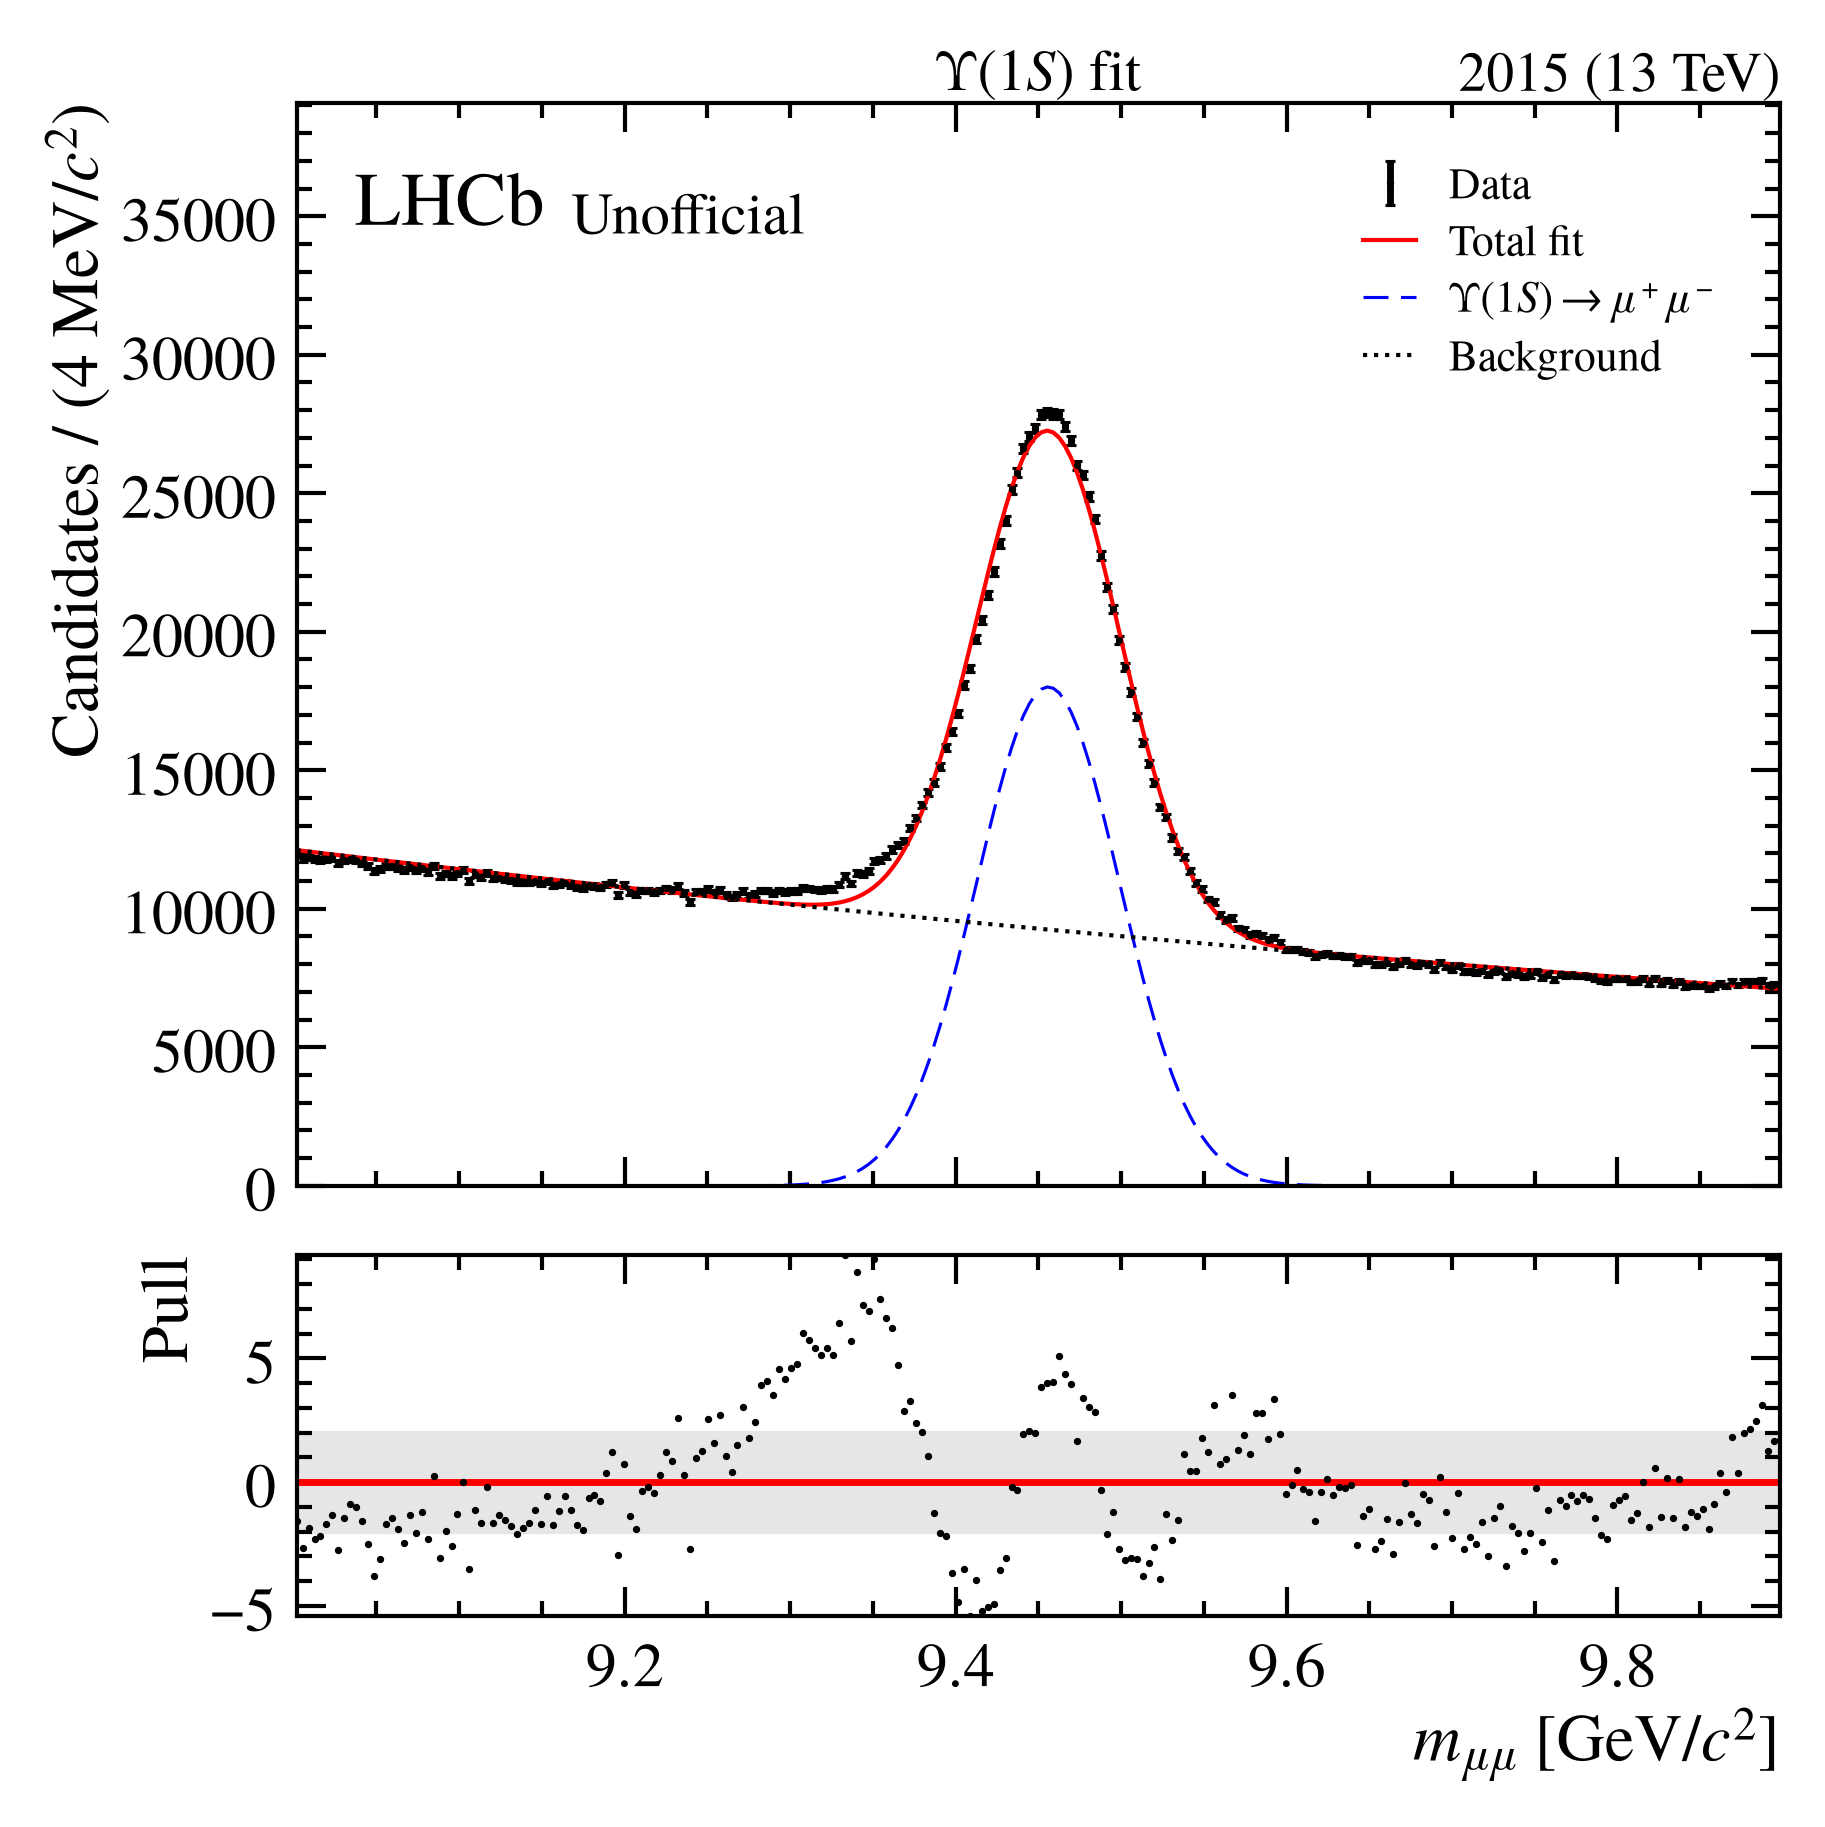 ϒ(1S) fit
2015 (13 TeV)
Candidates / (4 MeV/c²)
35000
30000
25000
20000
15000
10000
5000
0
LHCb Unofficial
Data
Total fit
ϒ(1S) → μ⁺μ⁻
Background
Pull
5
0
−5
9.2 9.4 9.6 9.8
m_μμ [GeV/c²]